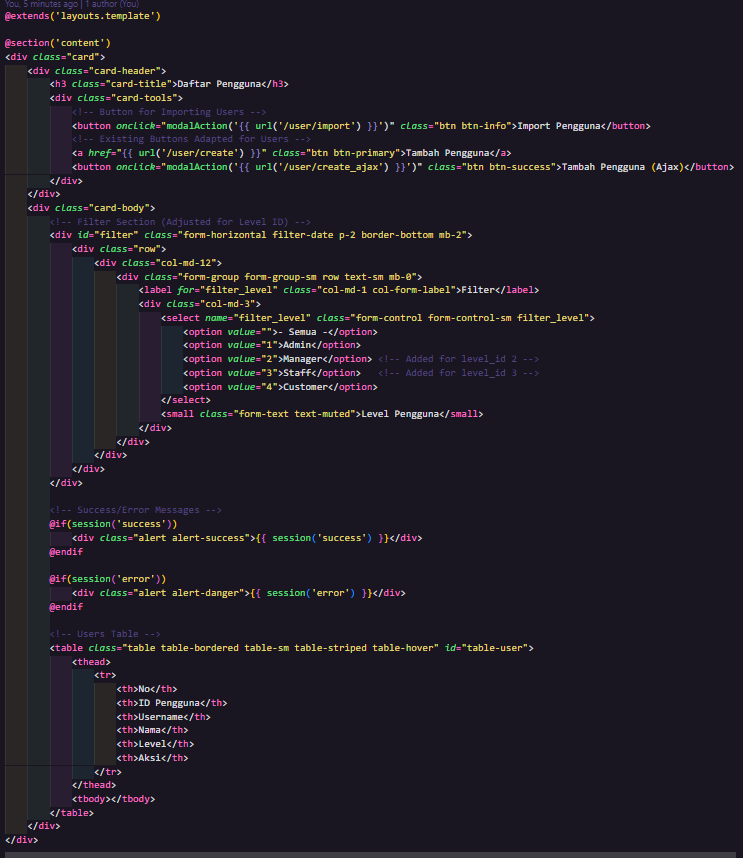 You, 5 minutes ago | 1 author (You)
@extends('layouts.template')
@section('content')
<div class="card">
<div class="card-header">
<h3 class="card-title">Daftar Pengguna</h3>
<div class="card-tools">
<!-- Button for Importing Users -->
<button onclick="modalAction('{{ url('/user/import') }}')" class="btn btn-info">Import Pengguna</button>
<!-- Existing Buttons Adapted for Users -->
<a href="{{ url('/user/create') }}" class="btn btn-primary">Tambah Pengguna</a>
<button onclick="modalAction('{{ url('/user/create_ajax') }}')" class="btn btn-success">Tambah Pengguna (Ajax)</button>
</div>
</div>
<div class="card-body">
<!-- Filter Section (Adjusted for Level ID) -->
<div id="filter" class="form-horizontal filter-date p-2 border-bottom mb-2">
<div class="row">
<div class="col-md-12">
<div class="form-group form-group-sm row text-sm mb-0">
<label for="filter_level" class="col-md-1 col-form-label">Filter</label>
<div class="col-md-3">
<select name="filter_level" class="form-control form-control-sm filter_level">
<option value="">- Semua -</option>
<option value="1">Admin</option>
<option value="2">Manager</option> <!-- Added for level_id 2 -->
<option value="3">Staff</option> <!-- Added for level_id 3 -->
<option value="4">Customer</option>
</select>
<small class="form-text text-muted">Level Pengguna</small>
</div>
</div>
</div>
</div>
</div>
<!-- Success/Error Messages -->
@if(session('success'))
<div class="alert alert-success">{{ session('success') }}</div>
@endif
@if(session('error'))
<div class="alert alert-danger">{{ session('error') }}</div>
@endif
<!-- Users Table -->
<table class="table table-bordered table-sm table-striped table-hover" id="table-user">
<thead>
<tr>
<th>No</th>
<th>ID Pengguna</th>
<th>Username</th>
<th>Nama</th>
<th>Level</th>
<th>Aksi</th>
</tr>
</thead>
<tbody></tbody>
</table>
</div>
</div>